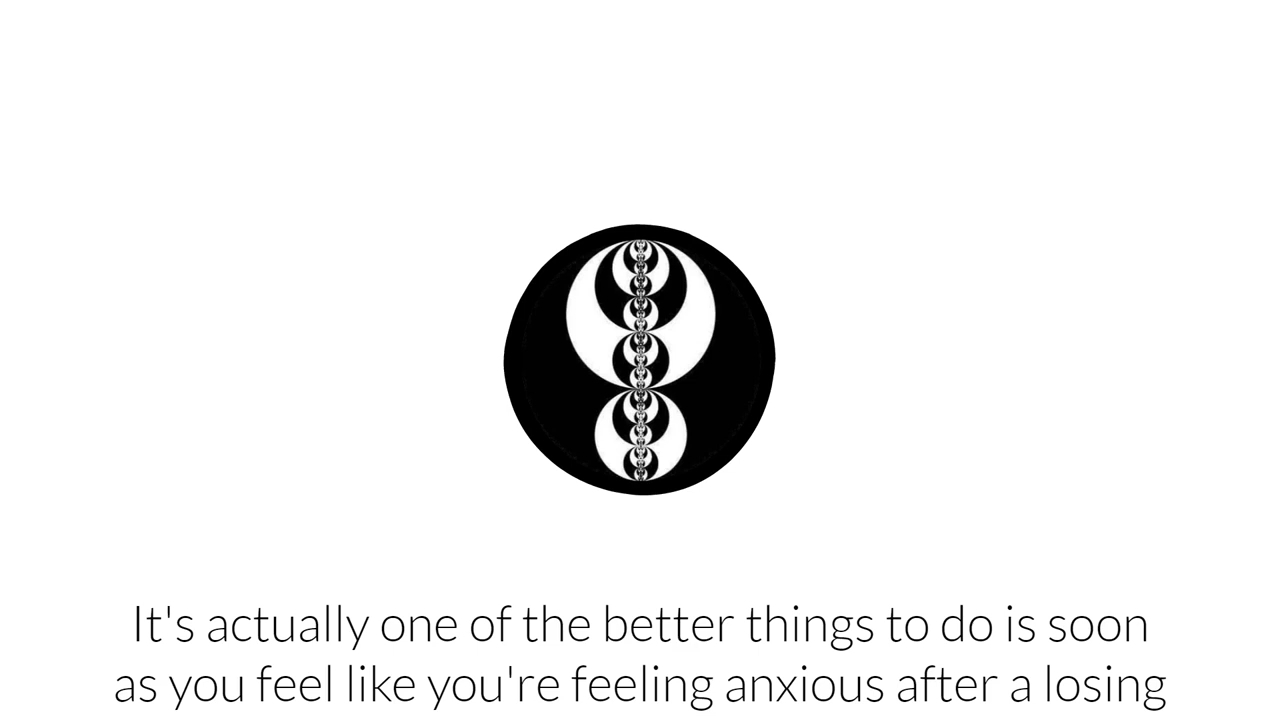 It's actually one of the better things to do is soon
as you feel like you're feeling anxious after a losing